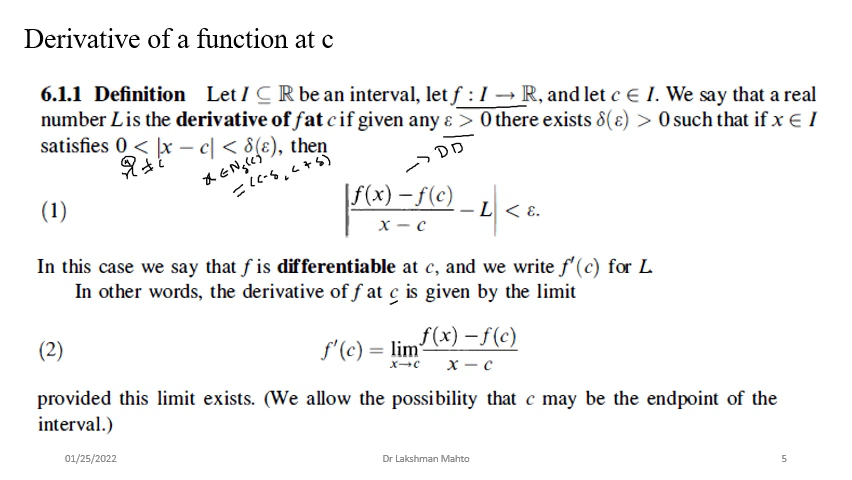 Derivative of a function at c
6.1.1 Definition Let I ⊆ ℝ be an interval, let f : I → ℝ, and let c ∈ I. We say that a real
number L is the derivative of f at c if given any ε > 0 there exists δ(ε) > 0 such that if x ∈ I
satisfies 0 < |x − c| < δ(ε), then
x ≠ c
x ∈ N_δ(c)
= (c-δ, c+δ)
→ DD
(1) |(f(x) − f(c))/(x − c) − L| < ε.
In this case we say that f is differentiable at c, and we write f′(c) for L
In other words, the derivative of f at c is given by the limit
(2) f′(c) = lim x→c (f(x) − f(c))/(x − c)
provided this limit exists. (We allow the possibility that c may be the endpoint of the
interval.)
01/25/2022 Dr Lakshman Mahto 5